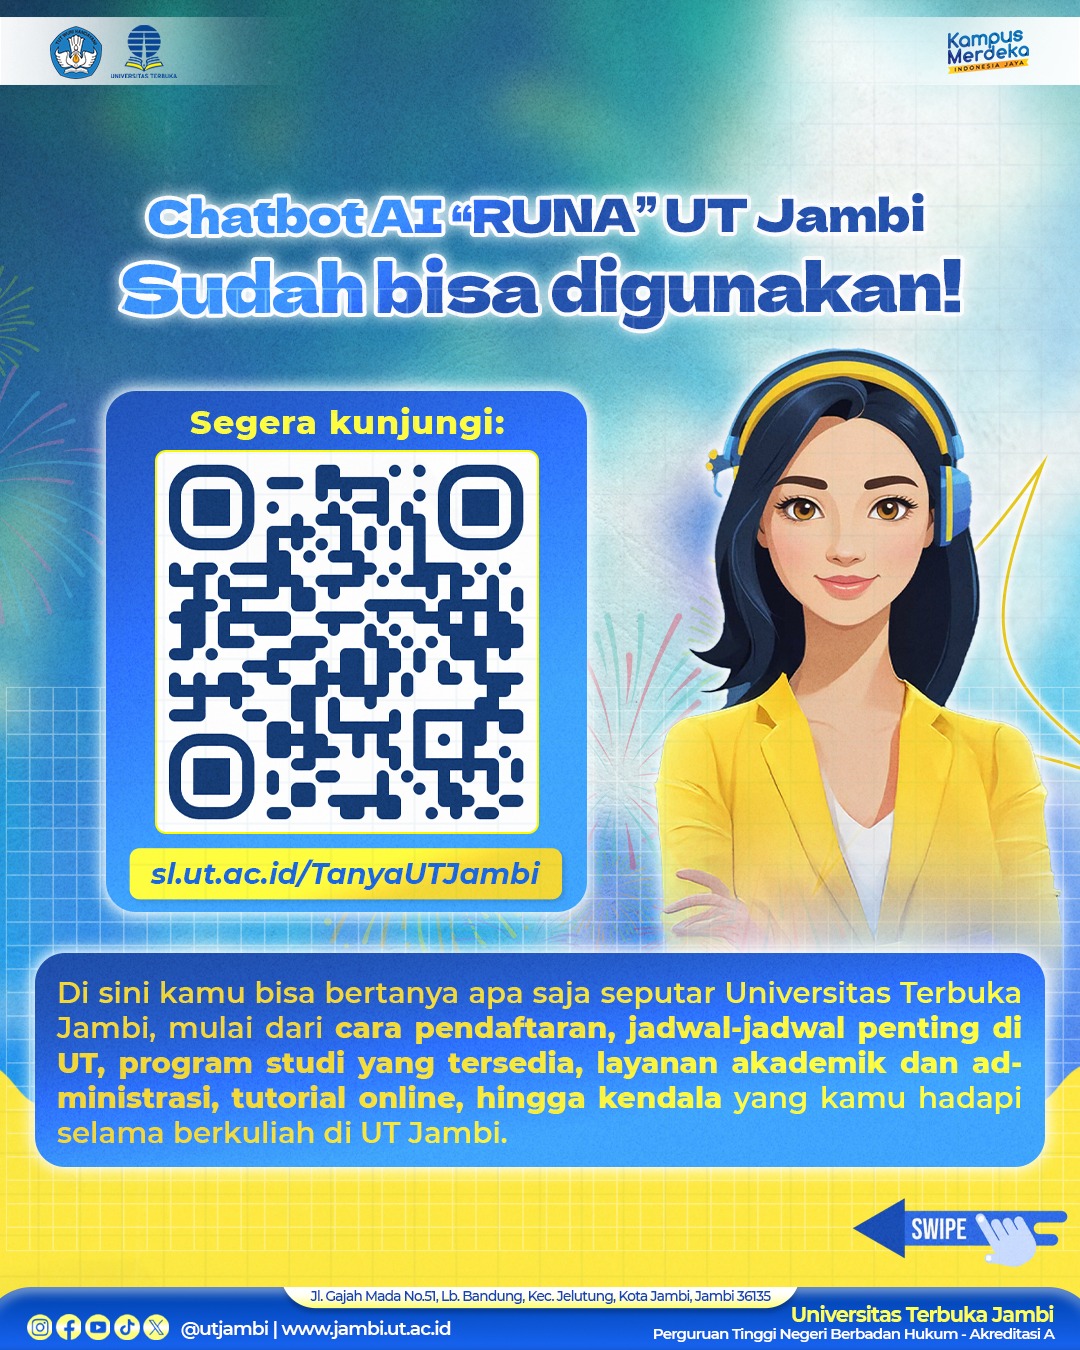 UNIVERSITAS TERBUKA
Kampus
Merdeka
INDONESIA JAYA
Chatbot AI “RUNA” UT Jambi
Sudah bisa digunakan!
Segera kunjungi:
sl.ut.ac.id/TanyaUTJambi
Di sini kamu bisa bertanya apa saja seputar Universitas Terbuka
Jambi, mulai dari cara pendaftaran, jadwal-jadwal penting di
UT, program studi yang tersedia, layanan akademik dan ad-
ministrasi, tutorial online, hingga kendala yang kamu hadapi
selama berkuliah di UT Jambi.
SWIPE
Jl. Gajah Mada No.51, Lb. Bandung, Kec. Jelutung, Kota Jambi, Jambi 36135
@utjambi | www.jambi.ut.ac.id
Universitas Terbuka Jambi
Perguruan Tinggi Negeri Berbadan Hukum - Akreditasi A